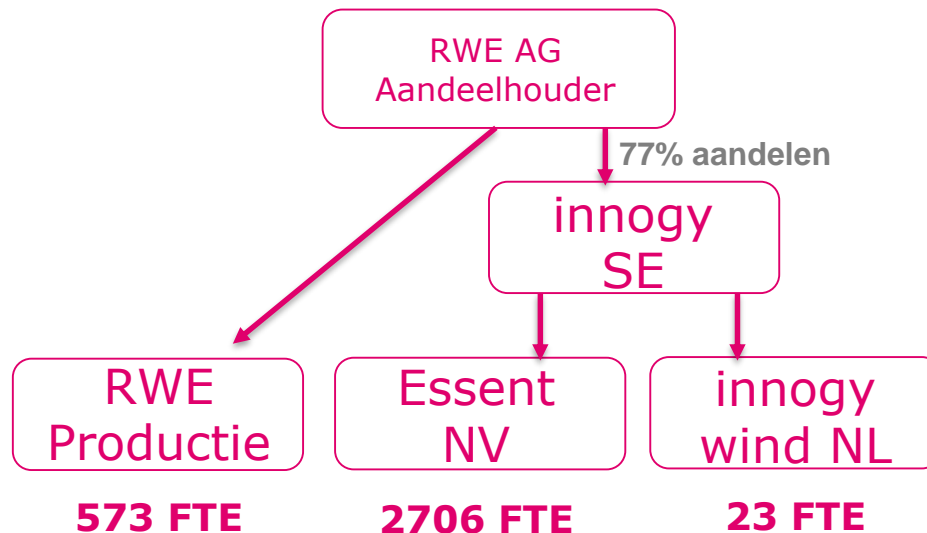 RWE AG
Aandeelhouder
77% aandelen
innogy
SE
RWE
Productie
Essent
NV
innogy
wind NL
573 FTE
2706 FTE
23 FTE